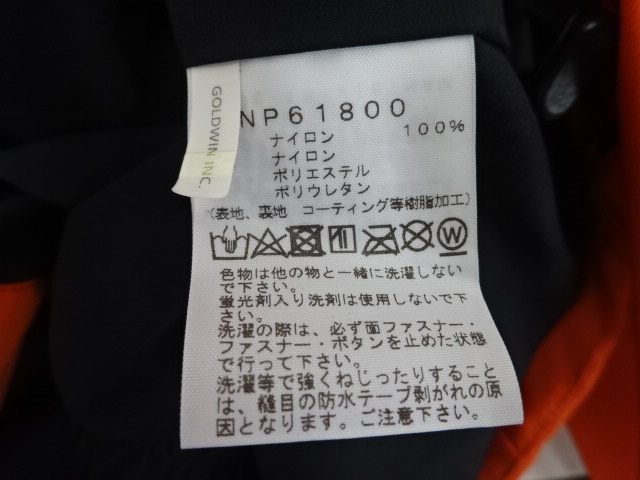 GOLDWIN INC.
NP61800
ナイロン 100%
ナイロン
ポリエステル
ポリウレタン
(表地、裏地 コーティング等樹脂加工)
W
色物は他の物と一緒に洗濯しない
で下さい。
蛍光剤入り洗剤は使用しないで下
さい。
洗濯の際は、必ず面ファスナー・
ファスナー・ボタンを止めた状態
で行って下さい。
洗濯等で強くねじったりすること
は、縫目の防水テープ剥がれの原
因となります。ご注意下さい。